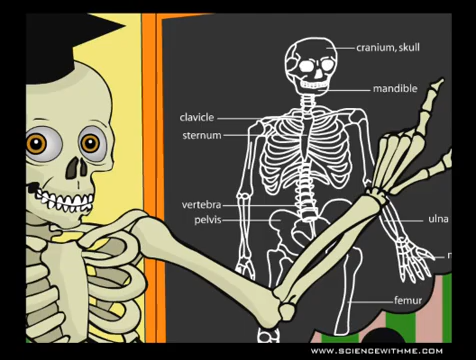 cranium, skull
mandible
clavicle
sternum
vertebra
pelvis
ulna
femur
WWW.SCIENCEWITHME.COM